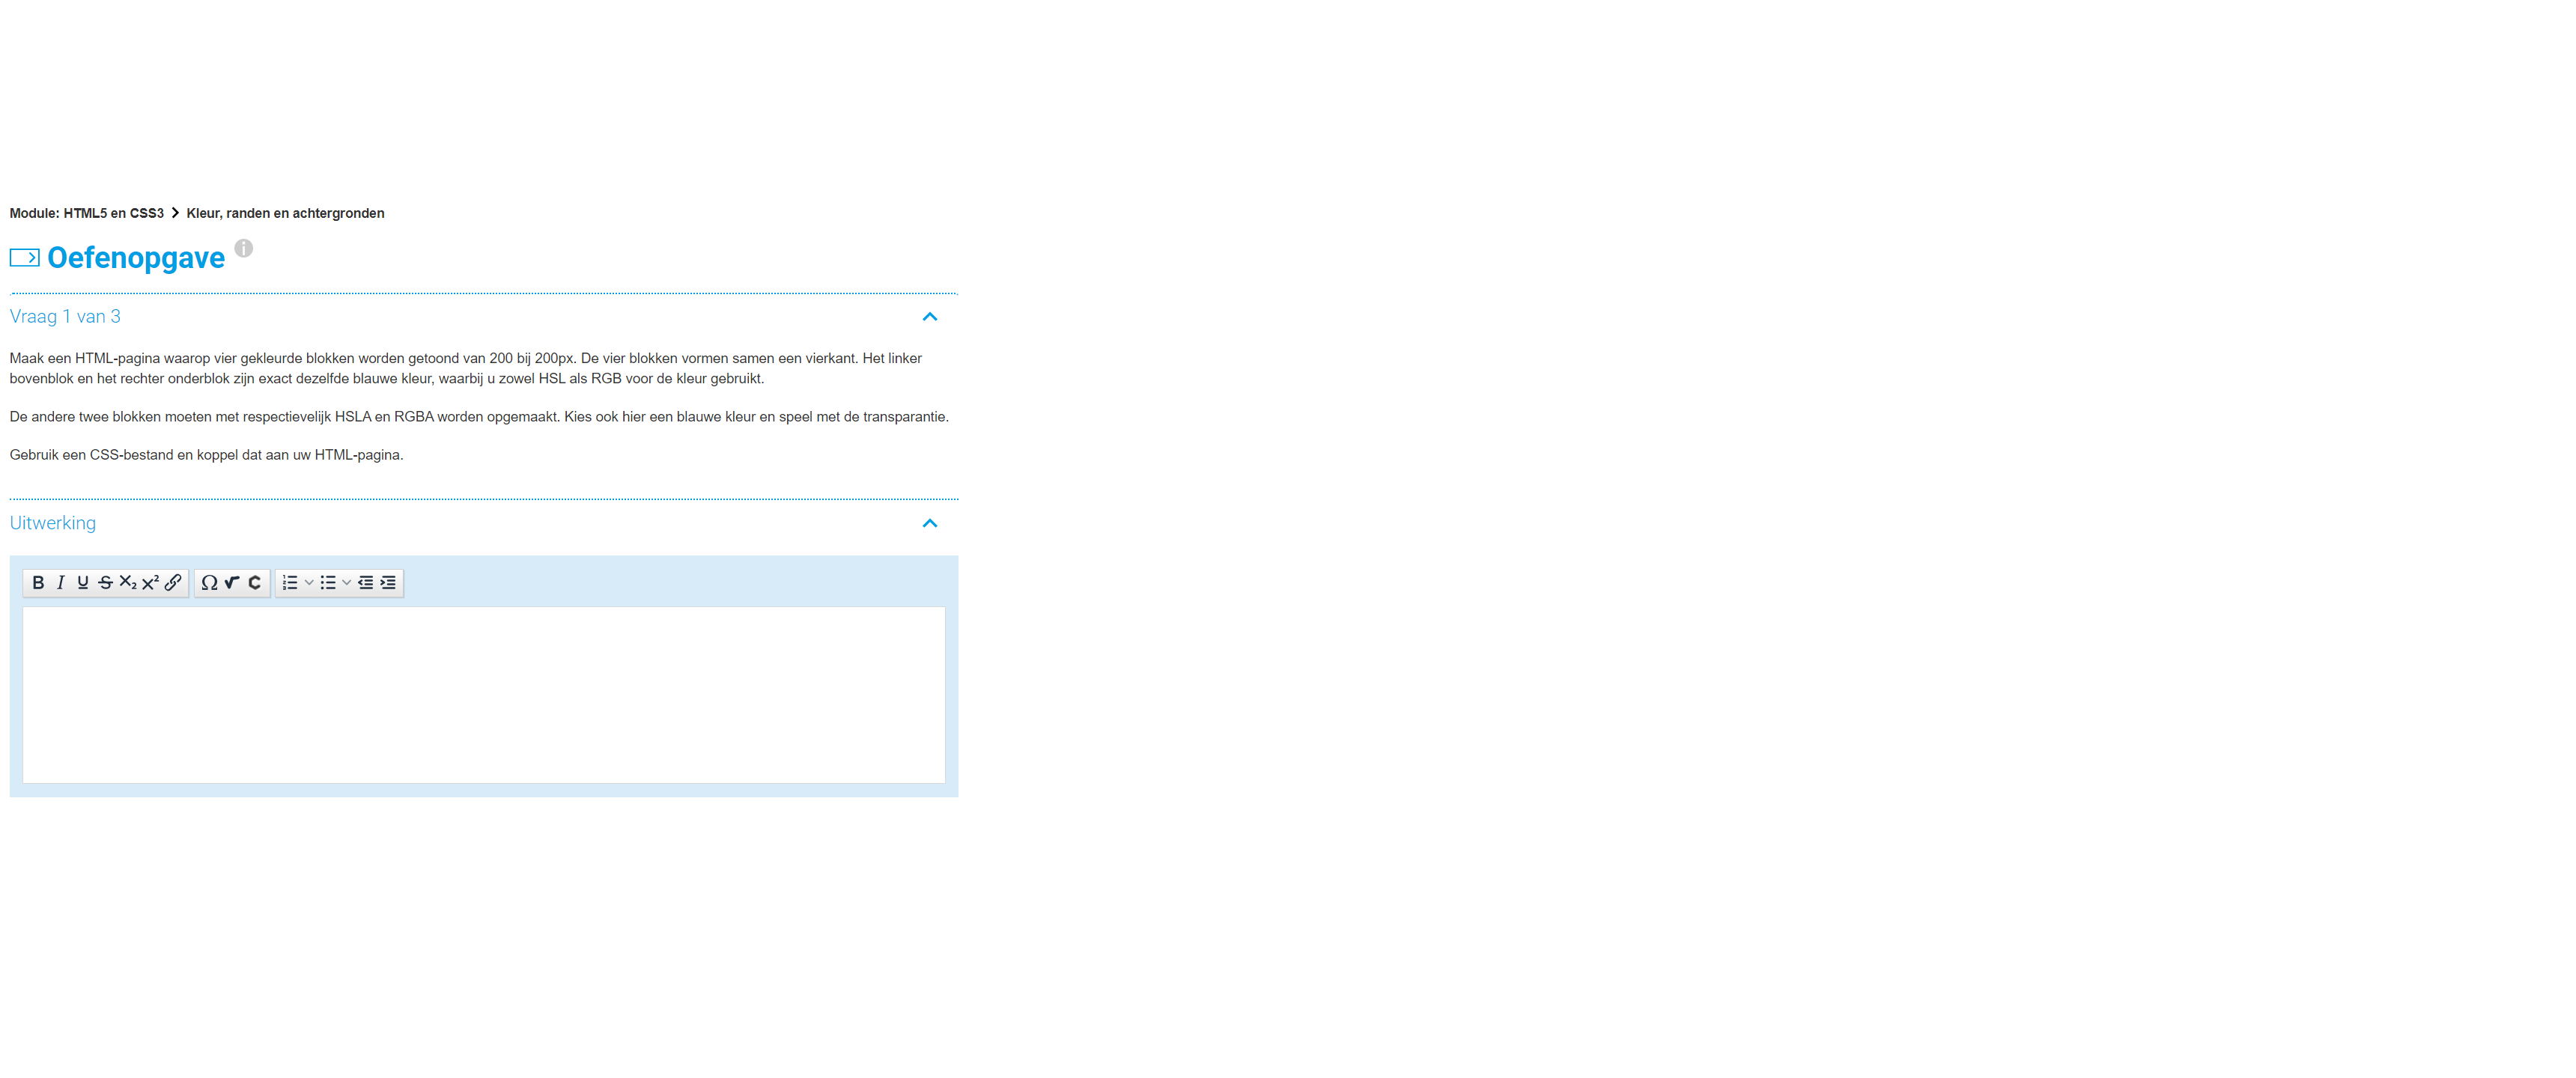 Module: HTML5 en CSS3 > Kleur, randen en achtergronden
Oefenopgave
Vraag 1 van 3
Maak een HTML-pagina waarop vier gekleurde blokken worden getoond van 200 bij 200px. De vier blokken vormen samen een vierkant. Het linker
bovenblok en het rechter onderblok zijn exact dezelfde blauwe kleur, waarbij u zowel HSL als RGB voor de kleur gebruikt.
De andere twee blokken moeten met respectievelijk HSLA en RGBA worden opgemaakt. Kies ook hier een blauwe kleur en speel met de transparantie.
Gebruik een CSS-bestand en koppel dat aan uw HTML-pagina.
Uitwerking